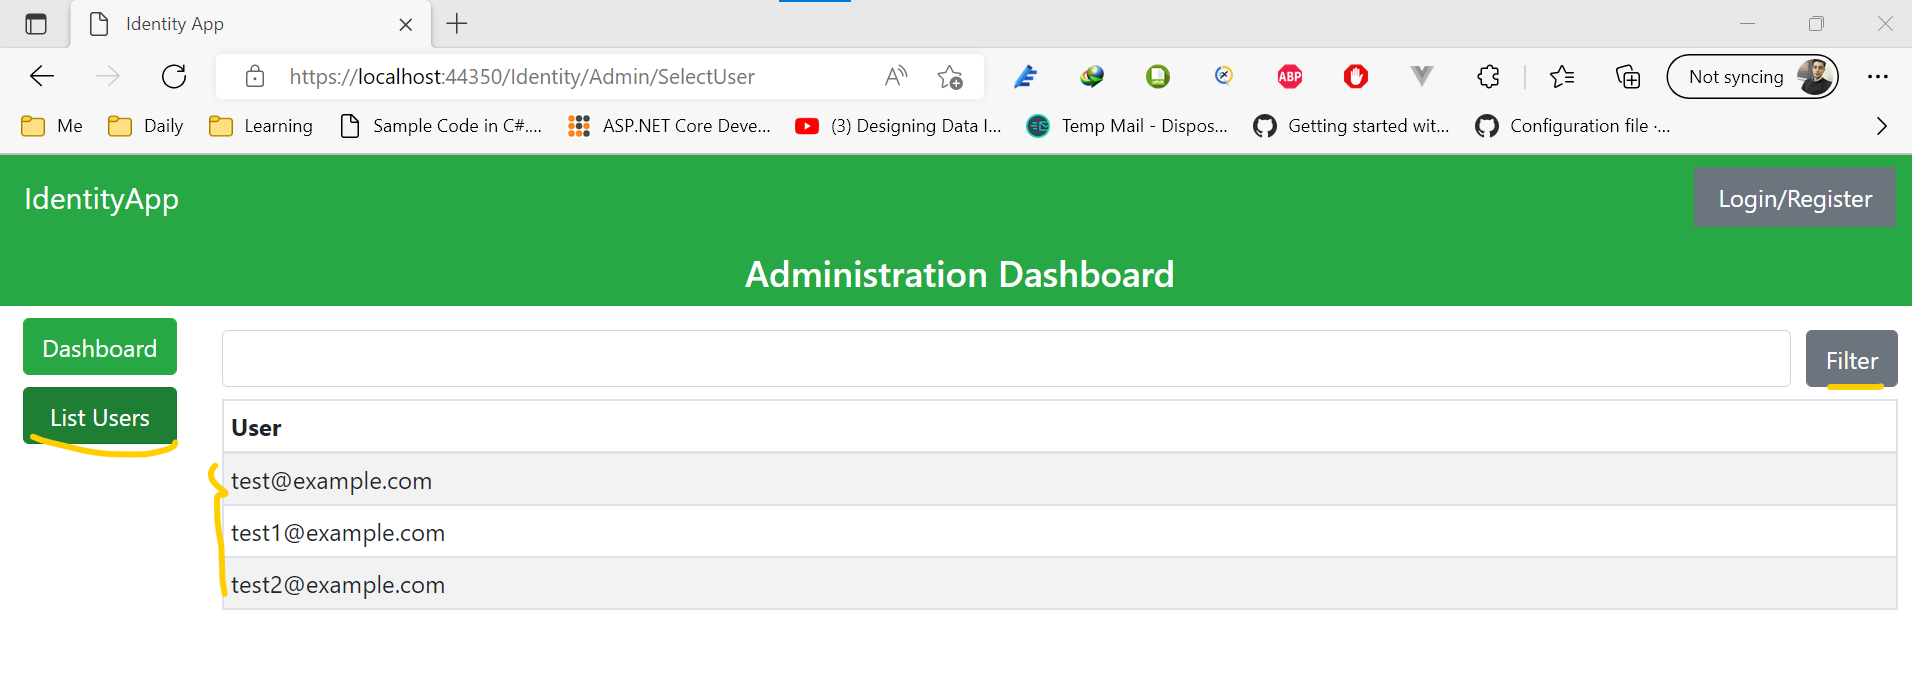 Identity App
https://localhost:44350/Identity/Admin/SelectUser
ABP
Not syncing
Me Daily Learning Sample Code in C#.... ASP.NET Core Deve... (3) Designing Data I... Temp Mail - Dispos... Getting started wit... Configuration file ·...
IdentityApp
Login/Register
Administration Dashboard
Dashboard
Filter
List Users
User
test@example.com
test1@example.com
test2@example.com